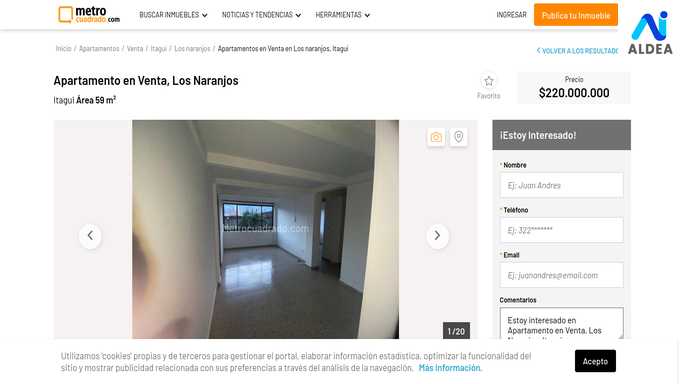 metro
cuadrado.com
BUSCAR INMUEBLES
NOTICIAS Y TENDENCIAS
HERRAMIENTAS
INGRESAR
Publica tu Inmueble
ALDEA
Inicio / Apartamentos / Venta / Itagui / Los naranjos / Apartamentos en Venta en Los naranjos, Itagui
VOLVER A LOS RESULTADO
Apartamento en Venta, Los Naranjos
Itagui Área 59 m²
Favorito
Precio
$220.000.000
metrocuadrado.com
1 / 20
¡Estoy Interesado!
* Nombre
Ej: Juan Andres
* Teléfono
Ej: 322*******
* Email
Ej: juanandres@email.com
Comentarios
Estoy interesado en
Apartamento en Venta, Los
Utilizamos 'cookies' propias y de terceros para gestionar el portal, elaborar información estadística, optimizar la funcionalidad del
sitio y mostrar publicidad relacionada con sus preferencias a través del análisis de la navegación. Más Información.
Acepto